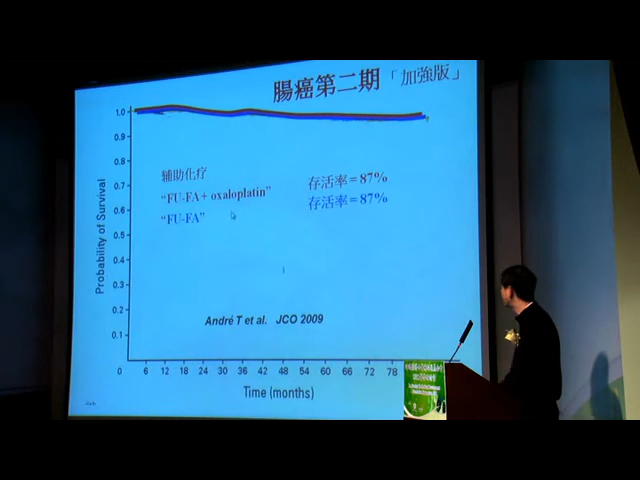 腸癌第二期「加強版」
1.0
0.9
0.8
0.7
0.6
0.5
0.4
0.3
0.2
0.1
Probability of Survival
輔助化疗
"FU-FA+ oxaloplatin" 存活率 = 87%
"FU-FA" 存活率 = 87%
André T et al. JCO 2009
0 6 12 18 24 30 36 42 48 54 60 66 72 78
Time (months)